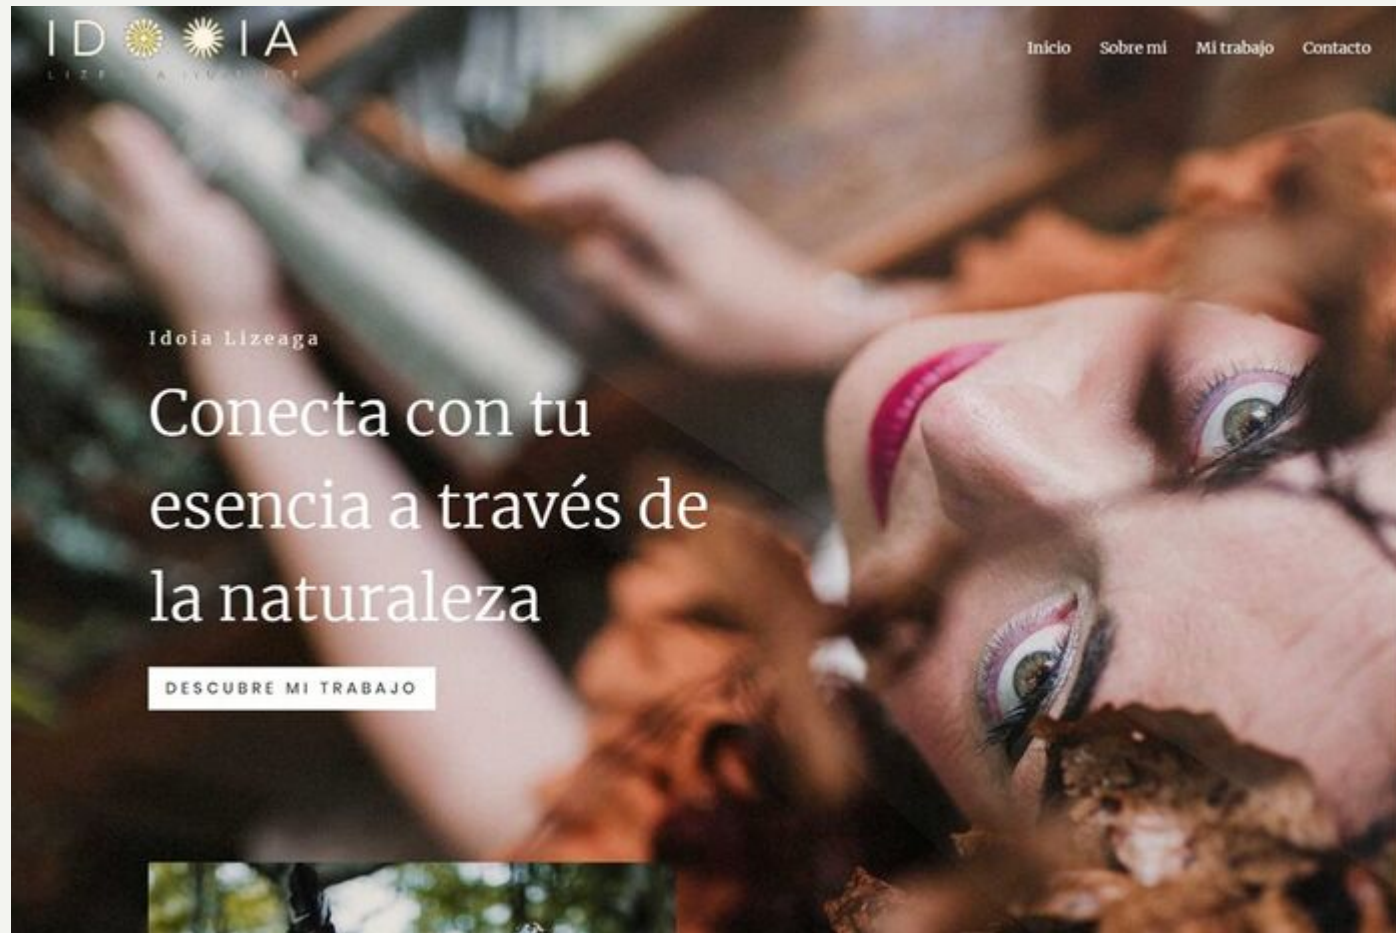 IDOIA
Inicio Sobre mi Mi trabajo Contacto
Idoia Lizeaga
Conecta con tu
esencia a través de
la naturaleza
DESCUBRE MI TRABAJO